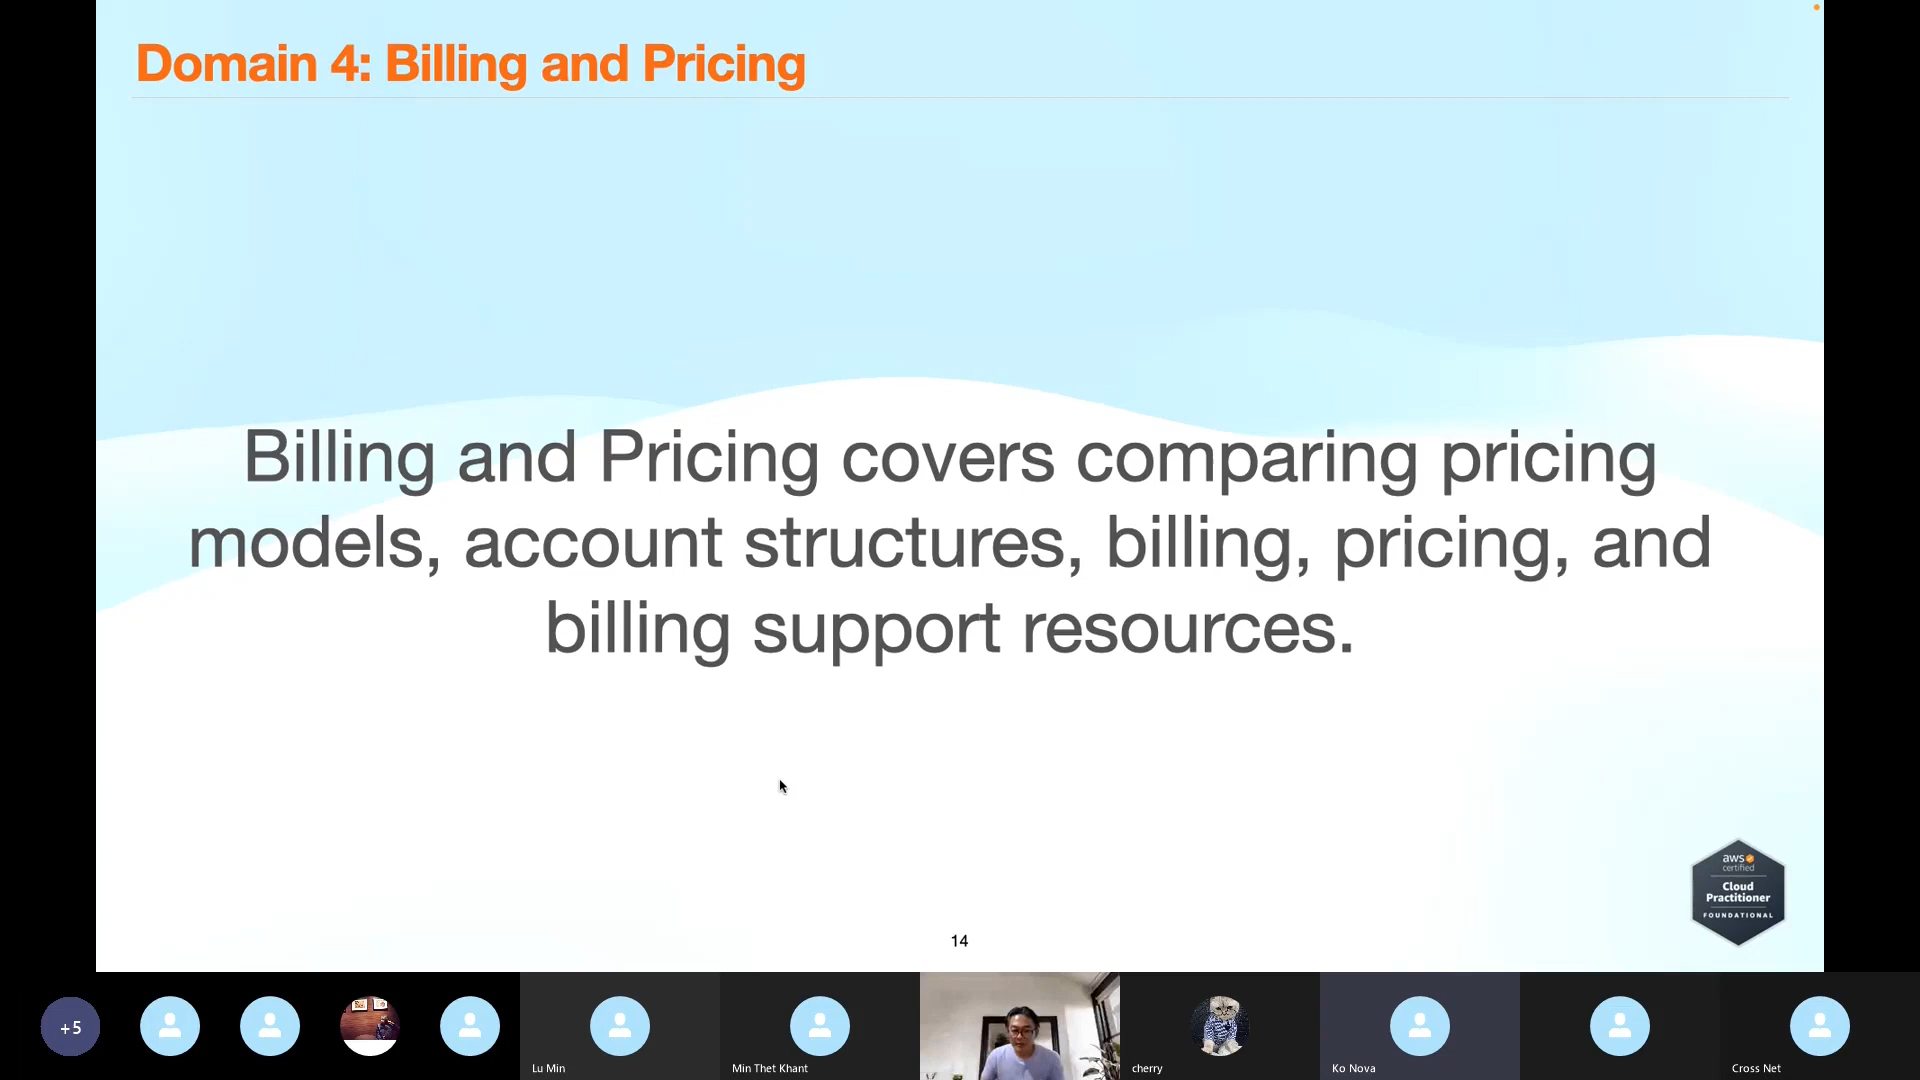 Domain 4: Billing and Pricing
Billing and Pricing covers comparing pricing
models, account structures, billing, pricing, and
billing support resources.
aws
certified
Cloud
Practitioner
FOUNDATIONAL
14
+5
Lu Min
Min Thet Khant
cherry
Ko Nova
Cross Net